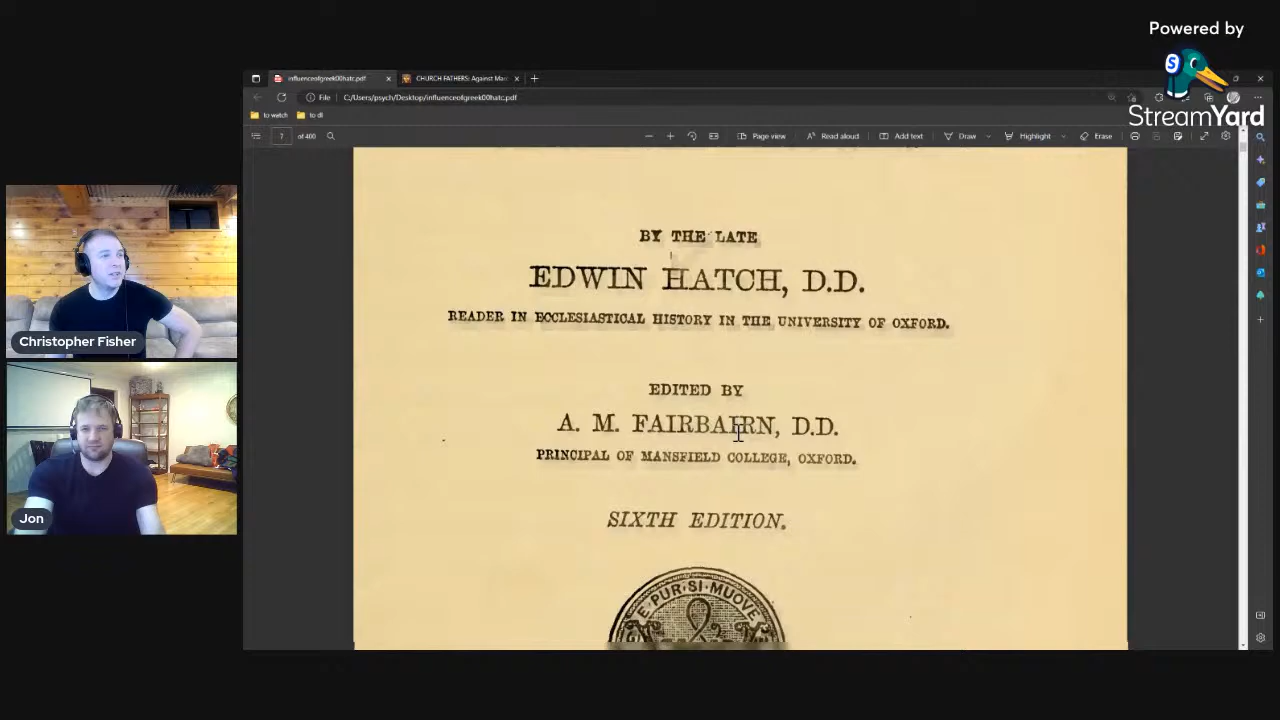 Powered by
StreamYard
influenceofgreek00hatc.pdf
CHURCH FATHERS: Against Marc
File
C:/Users/psych/Desktop/influenceofgreek00hatc.pdf
to watch
to dl
7 of 400
Page view
Read aloud
Add text
Draw
Highlight
Erase
BY THE LATE
EDWIN HATCH, D.D.
READER IN ECCLESIASTICAL HISTORY IN THE UNIVERSITY OF OXFORD.
EDITED BY
A. M. FAIRBAIRN, D.D.
PRINCIPAL OF MANSFIELD COLLEGE, OXFORD.
SIXTH EDITION.
E·PUR·SI·MUOVE
Christopher Fisher
Jon